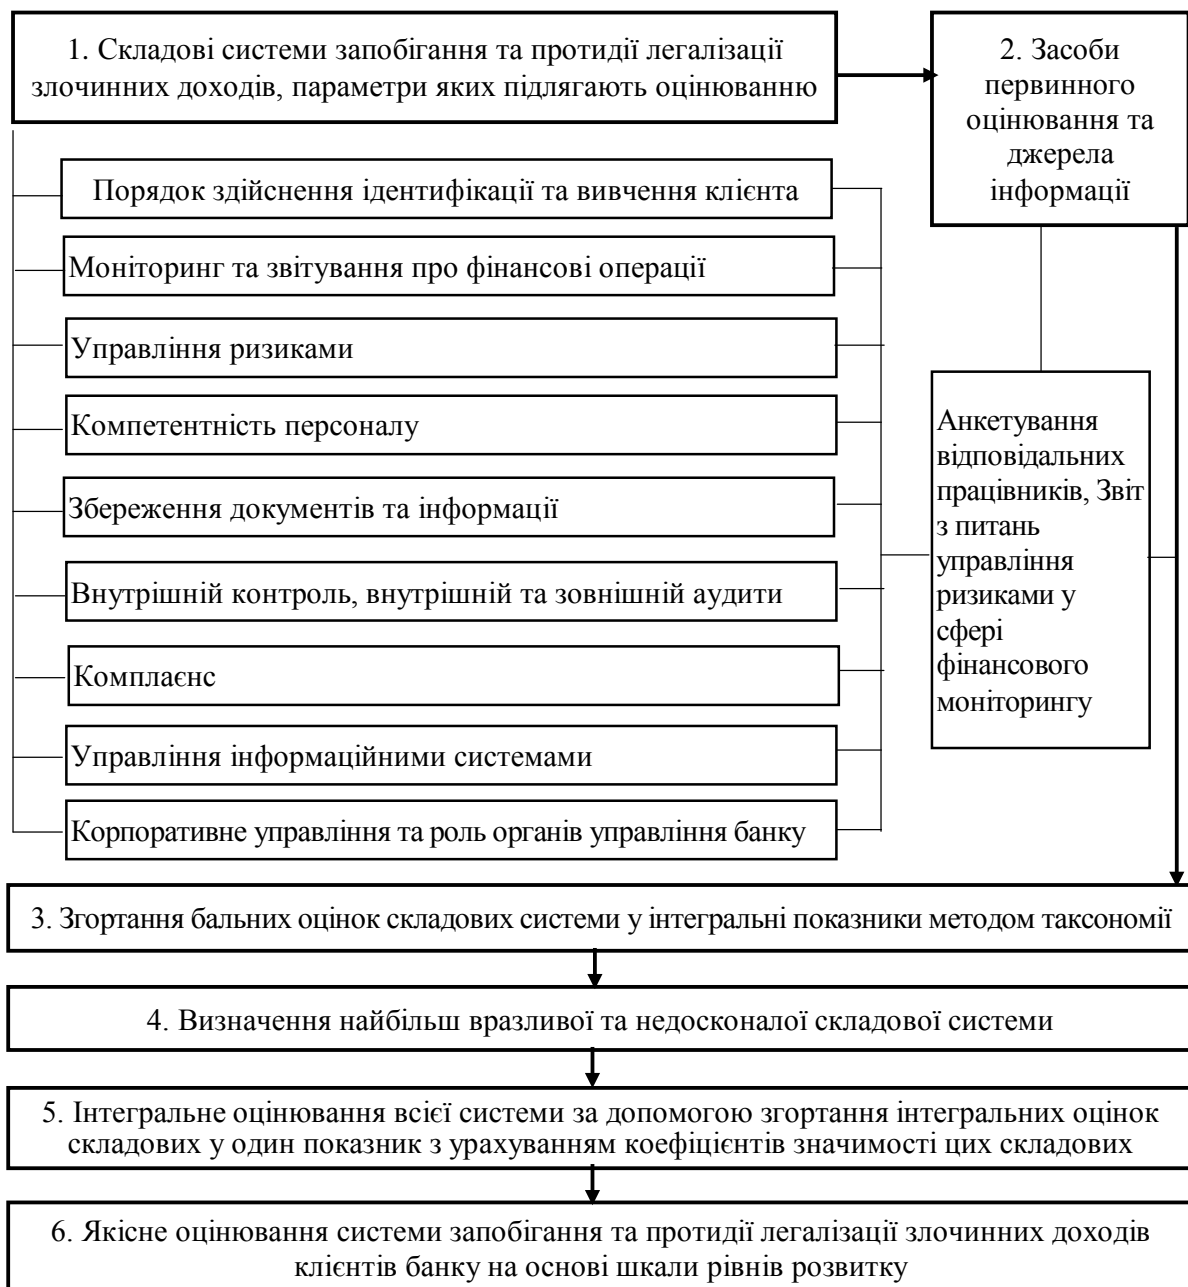 1. Складові системи запобігання та протидії легалізації
злочинних доходів, параметри яких підлягають оцінюванню
2. Засоби
первинного
оцінювання та
джерела
інформації
Порядок здійснення ідентифікації та вивчення клієнта
Моніторинг та звітування про фінансові операції
Управління ризиками
Компетентність персоналу
Збереження документів та інформації
Внутрішній контроль, внутрішній та зовнішній аудити
Комплаєнс
Управління інформаційними системами
Корпоративне управління та роль органів управління банку
Анкетування
відповідальних
працівників, Звіт
з питань
управління
ризиками у
сфері
фінансового
моніторингу
3. Згортання бальних оцінок складових системи у інтегральні показники методом таксономії
4. Визначення найбільш вразливої та недосконалої складової системи
5. Інтегральне оцінювання всієї системи за допомогою згортання інтегральних оцінок
складових у один показник з урахуванням коефіцієнтів значимості цих складових
6. Якісне оцінювання системи запобігання та протидії легалізації злочинних доходів
клієнтів банку на основі шкали рівнів розвитку